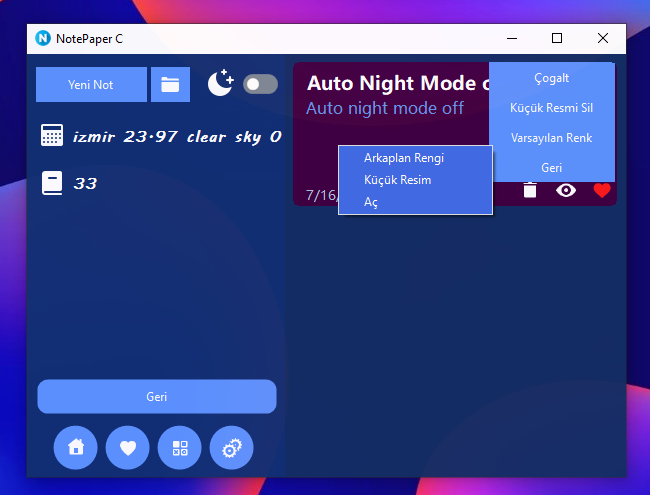 NotePaper C
Yeni Not
izmir 23.97 clear sky 0
33
Geri
Auto Night Mode
Auto night mode off
7/16/
Çogalt
Küçük Resmi Sil
Varsayılan Renk
Geri
Arkaplan Rengi
Küçük Resim
Aç